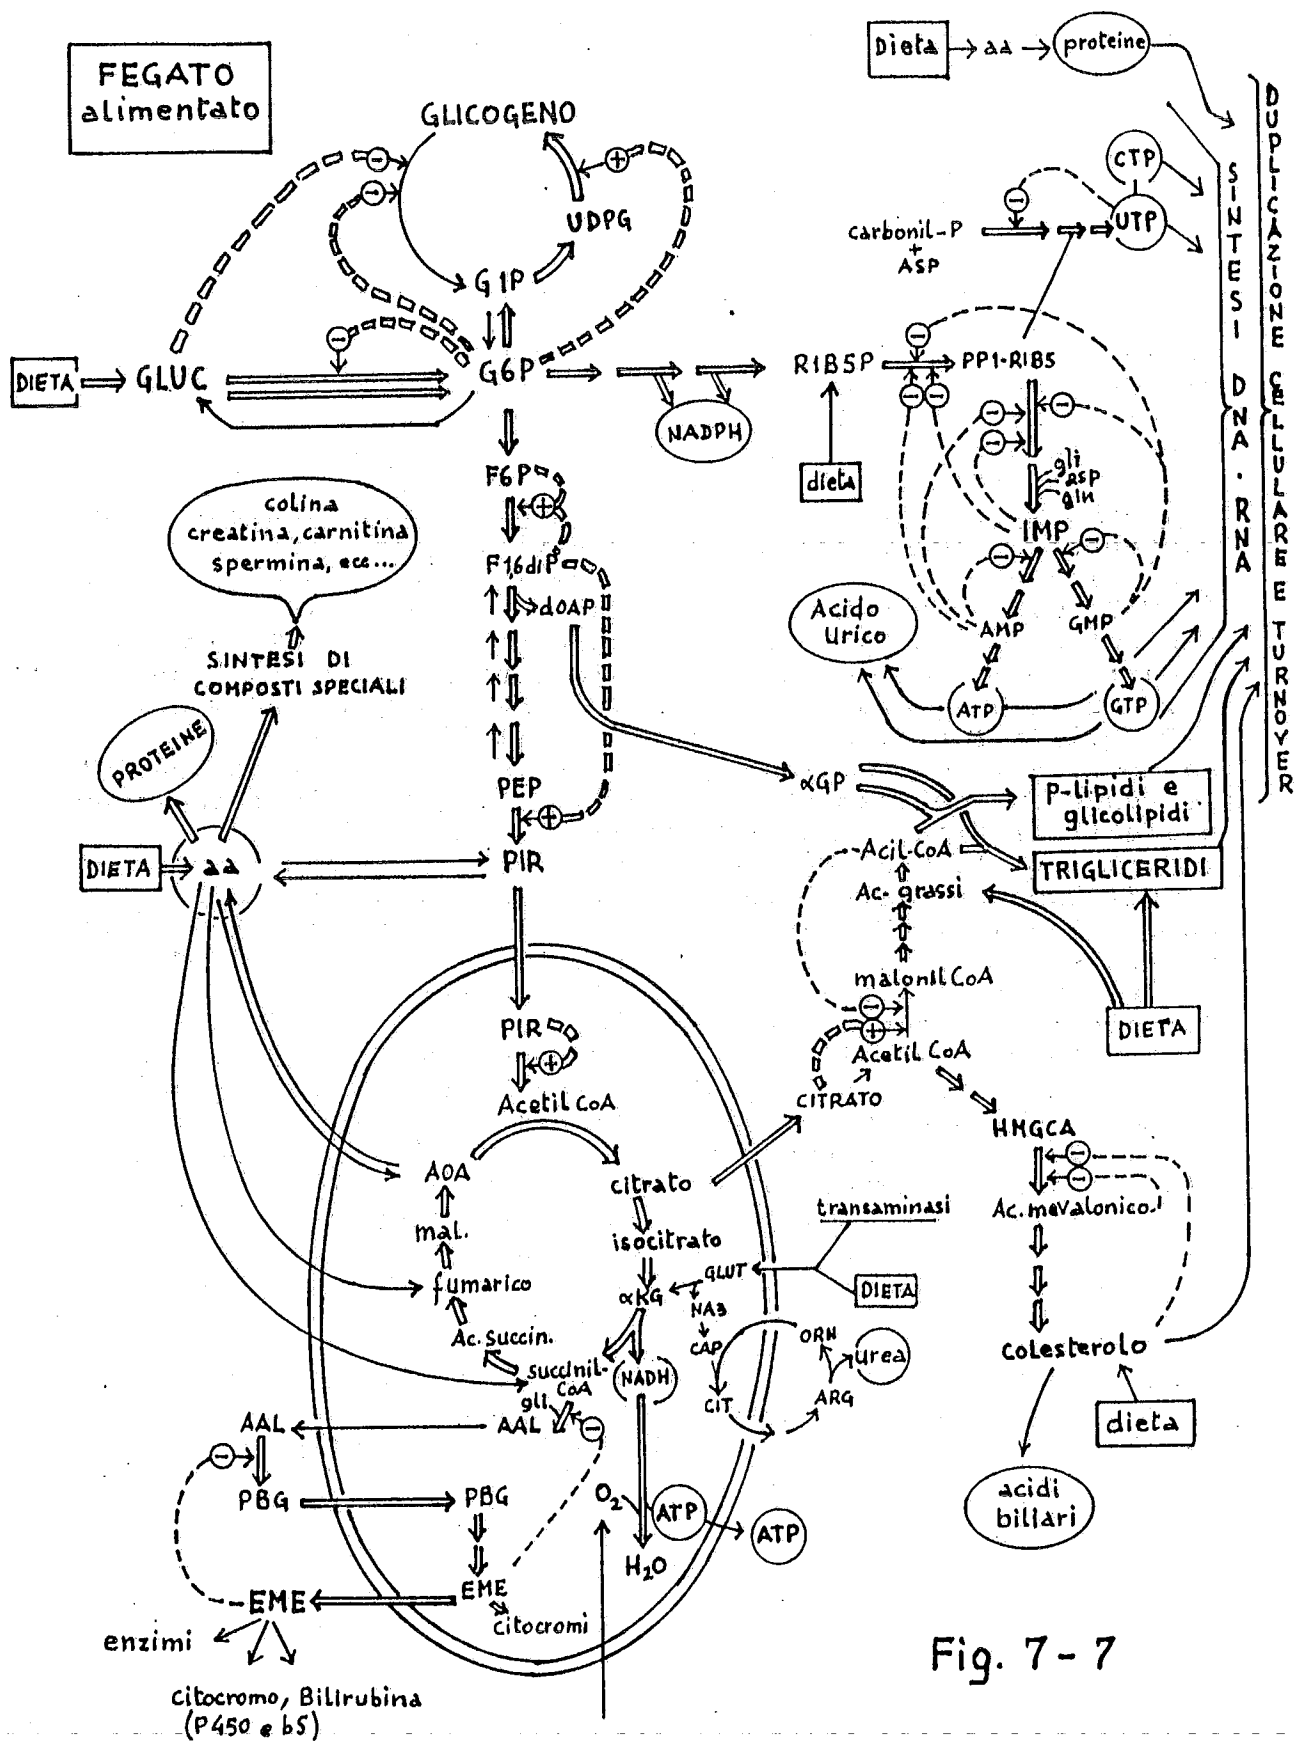 FEGATO
alimentato
Dieta
aa
proteine
GLICOGENO
UDPG
G1P
DIETA
GLUC
G6P
NADPH
RIB5P
PP1-RIB5
dieta
carbonil-P
+
ASP
CTP
UTP
SINTESI DNA.RNA
DUPLICAZIONE CELLULARE E TURNOVER
gli
asp
gln
IMP
AMP
GMP
ATP
GTP
Acido
Urico
F6P
F1,6diP
dOAP
PEP
PIR
colina
creatina, carnitina
spermina, ecc...
SINTESI DI
COMPOSTI SPECIALI
PROTEINE
DIETA
aa
αGP
P-lipidi e
glicolipidi
Acil-CoA
TRIGLICERIDI
Ac. grassi
malonil CoA
DIETA
Acetil CoA
CITRATO
HMGCA
Ac. mevalonico
Colesterolo
dieta
acidi
biliari
PIR
Acetil CoA
AOA
citrato
mal.
isocitrato
transaminasi
fumarico
αKG
GLUT
DIETA
NA3
Ac. Succin.
CAP
ORN
urea
succinil-
CoA
gli
NADH
CIT
ARG
AAL
AAL
PBG
PBG
O2
ATP
ATP
H2O
EME
EME
citocromi
enzimi
Citocromo, Bilirubina
(P450 e b5)
Fig. 7-7